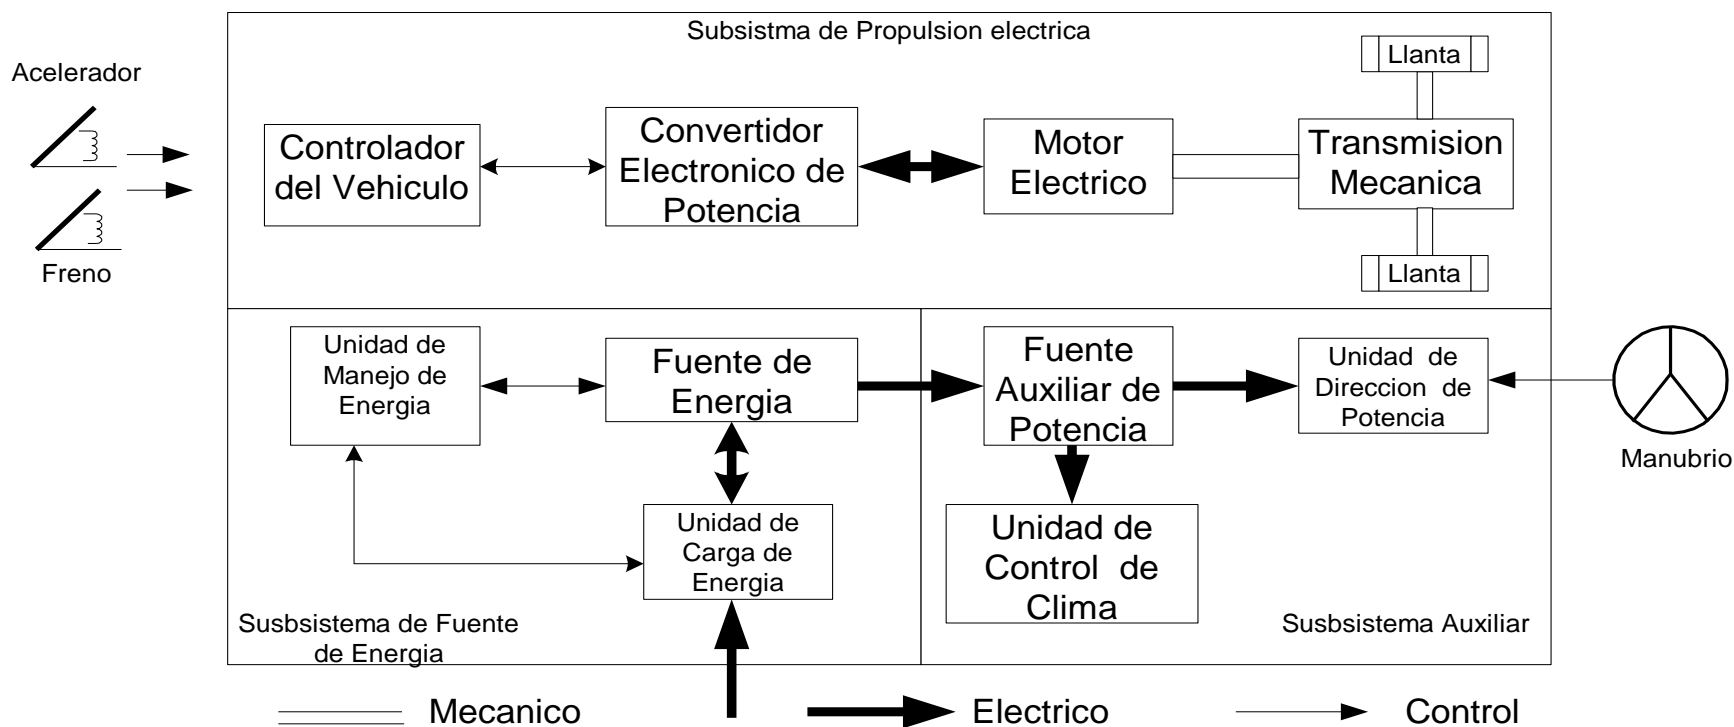 Subsistma de Propulsion electrica
Acelerador
Freno
Controlador
del Vehiculo
Convertidor
Electronico de
Potencia
Motor
Electrico
Transmision
Mecanica
Llanta
Llanta
Unidad de
Manejo de
Energia
Fuente de
Energia
Unidad de
Carga de
Energia
Susbsistema de Fuente
de Energia
Fuente
Auxiliar de
Potencia
Unidad de
Direccion de
Potencia
Unidad de
Control de
Clima
Susbsistema Auxiliar
Manubrio
Mecanico
Electrico
Control